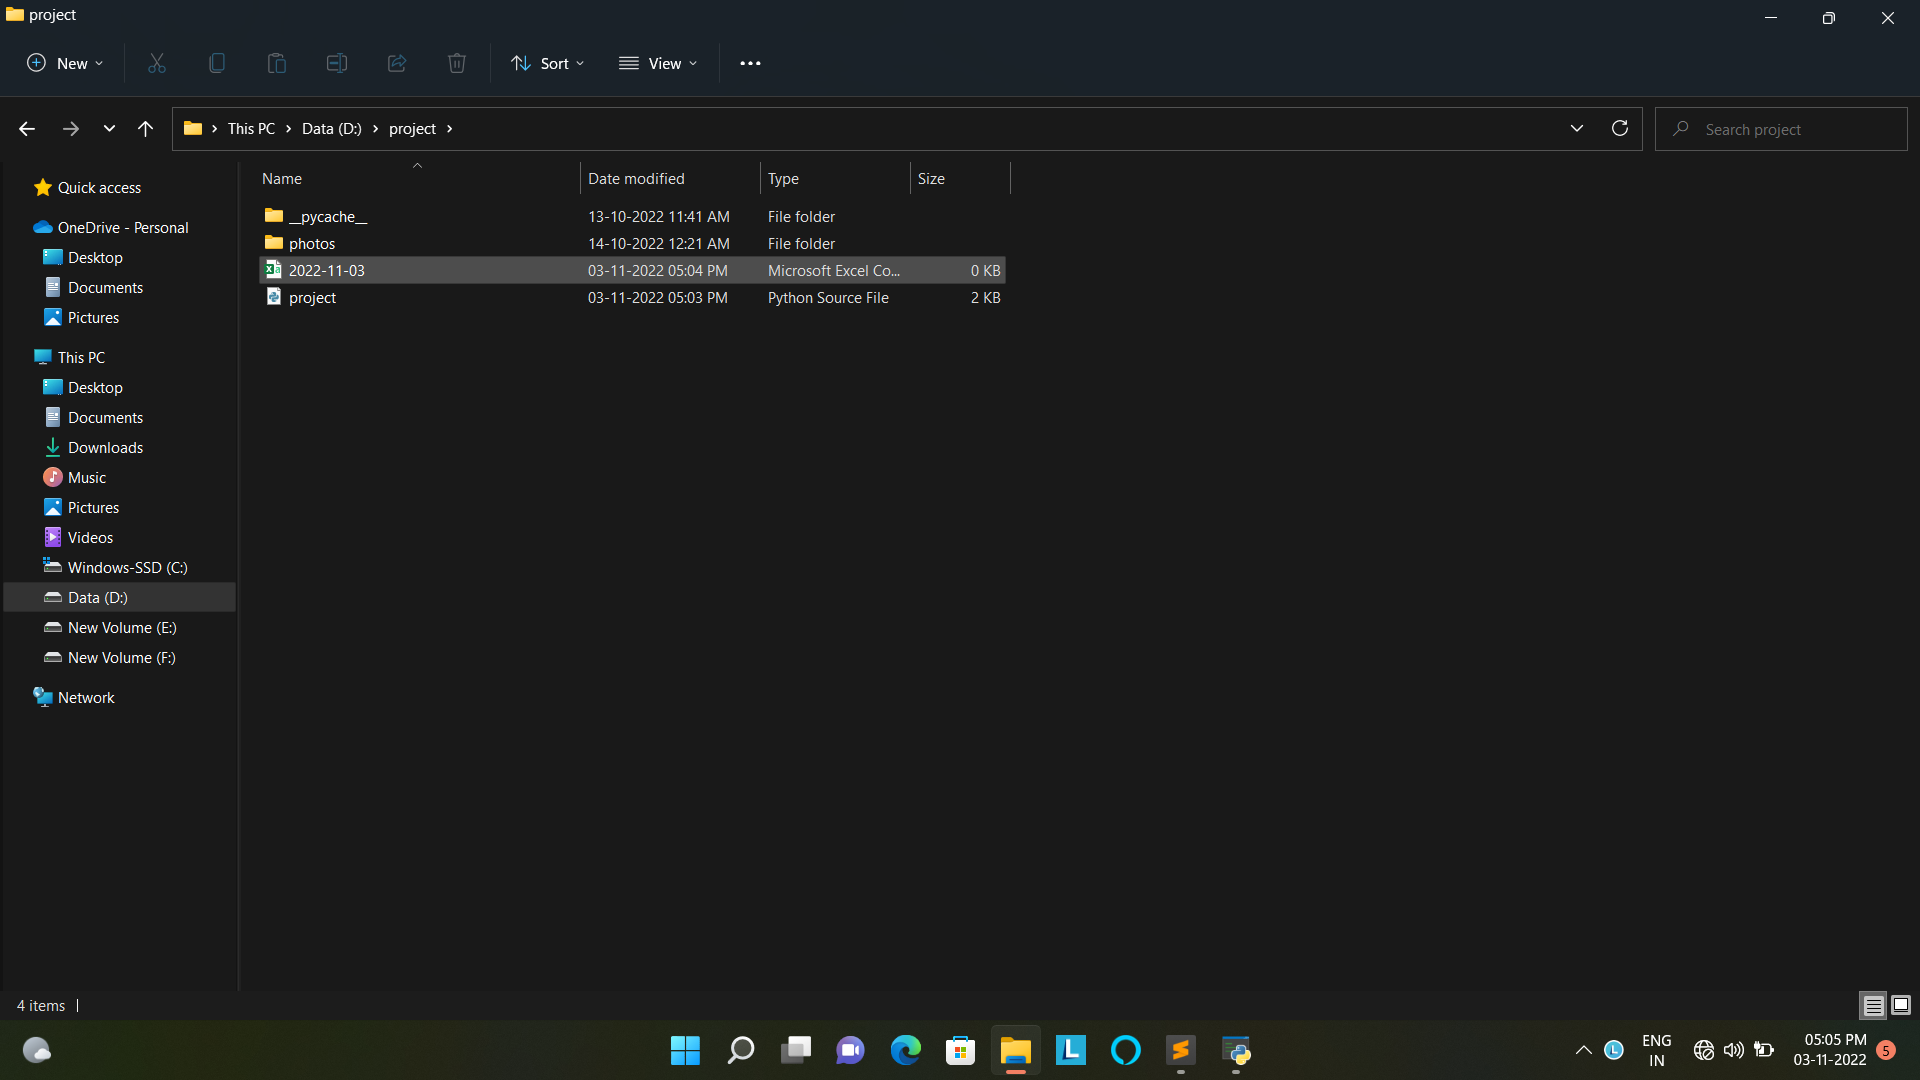 project
New
Sort
View
This PC
Data (D:)
project
Search project
Quick access
OneDrive - Personal
Desktop
Documents
Pictures
This PC
Desktop
Documents
Downloads
Music
Pictures
Videos
Windows-SSD (C:)
Data (D:)
New Volume (E:)
New Volume (F:)
Network
Name Date modified Type Size
__pycache__ 13-10-2022 11:41 AM File folder
photos 14-10-2022 12:21 AM File folder
2022-11-03 03-11-2022 05:04 PM Microsoft Excel Co... 0 KB
project 03-11-2022 05:03 PM Python Source File 2 KB
4 items
L
L
ENG
IN
05:05 PM
03-11-2022
5